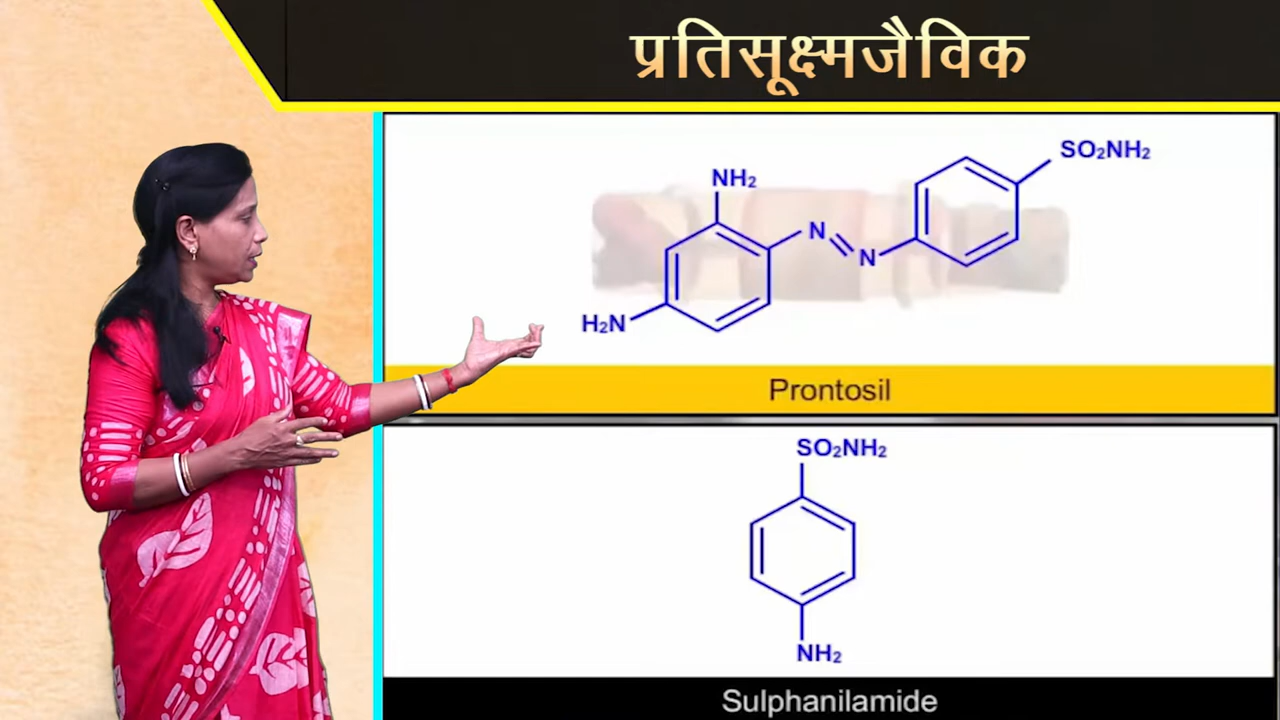 प्रतिसूक्ष्मजैविक
SO₂NH₂
NH₂
N
N
H₂N
Prontosil
SO₂NH₂
NH₂
Sulphanilamide